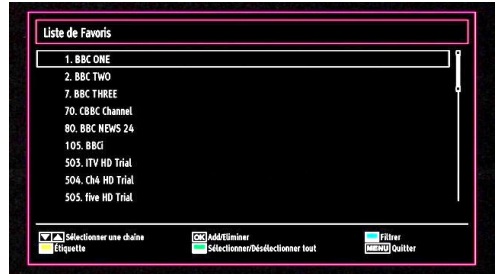 Liste de Favoris
1. BBC ONE
2. BBC TWO
7. BBC THREE
70. CBBC Channel
80. BBC NEWS 24
105. BBCi
503. ITV HD Trial
504. Ch4 HD Trial
505. five HD Trial
Sélectionner une chaîne OK Add/Eliminer Filtrer
Étiquette Sélectionner/Désélectionner tout MENU Quitter